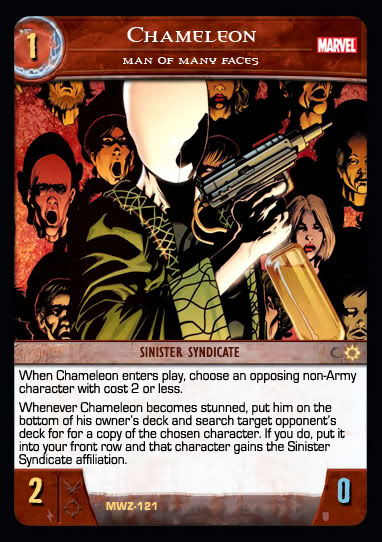 1
CHAMELEON
MARVEL
MAN OF MANY FACES
SINISTER SYNDICATE
When Chameleon enters play, choose an opposing non-Army
character with cost 2 or less.
Whenever Chameleon becomes stunned, put him on the
bottom of his owner's deck and search target opponent's
deck for for a copy of the chosen character. If you do, put it
into your front row and that character gains the Sinister
Syndicate affiliation.
2
MWZ-121
0